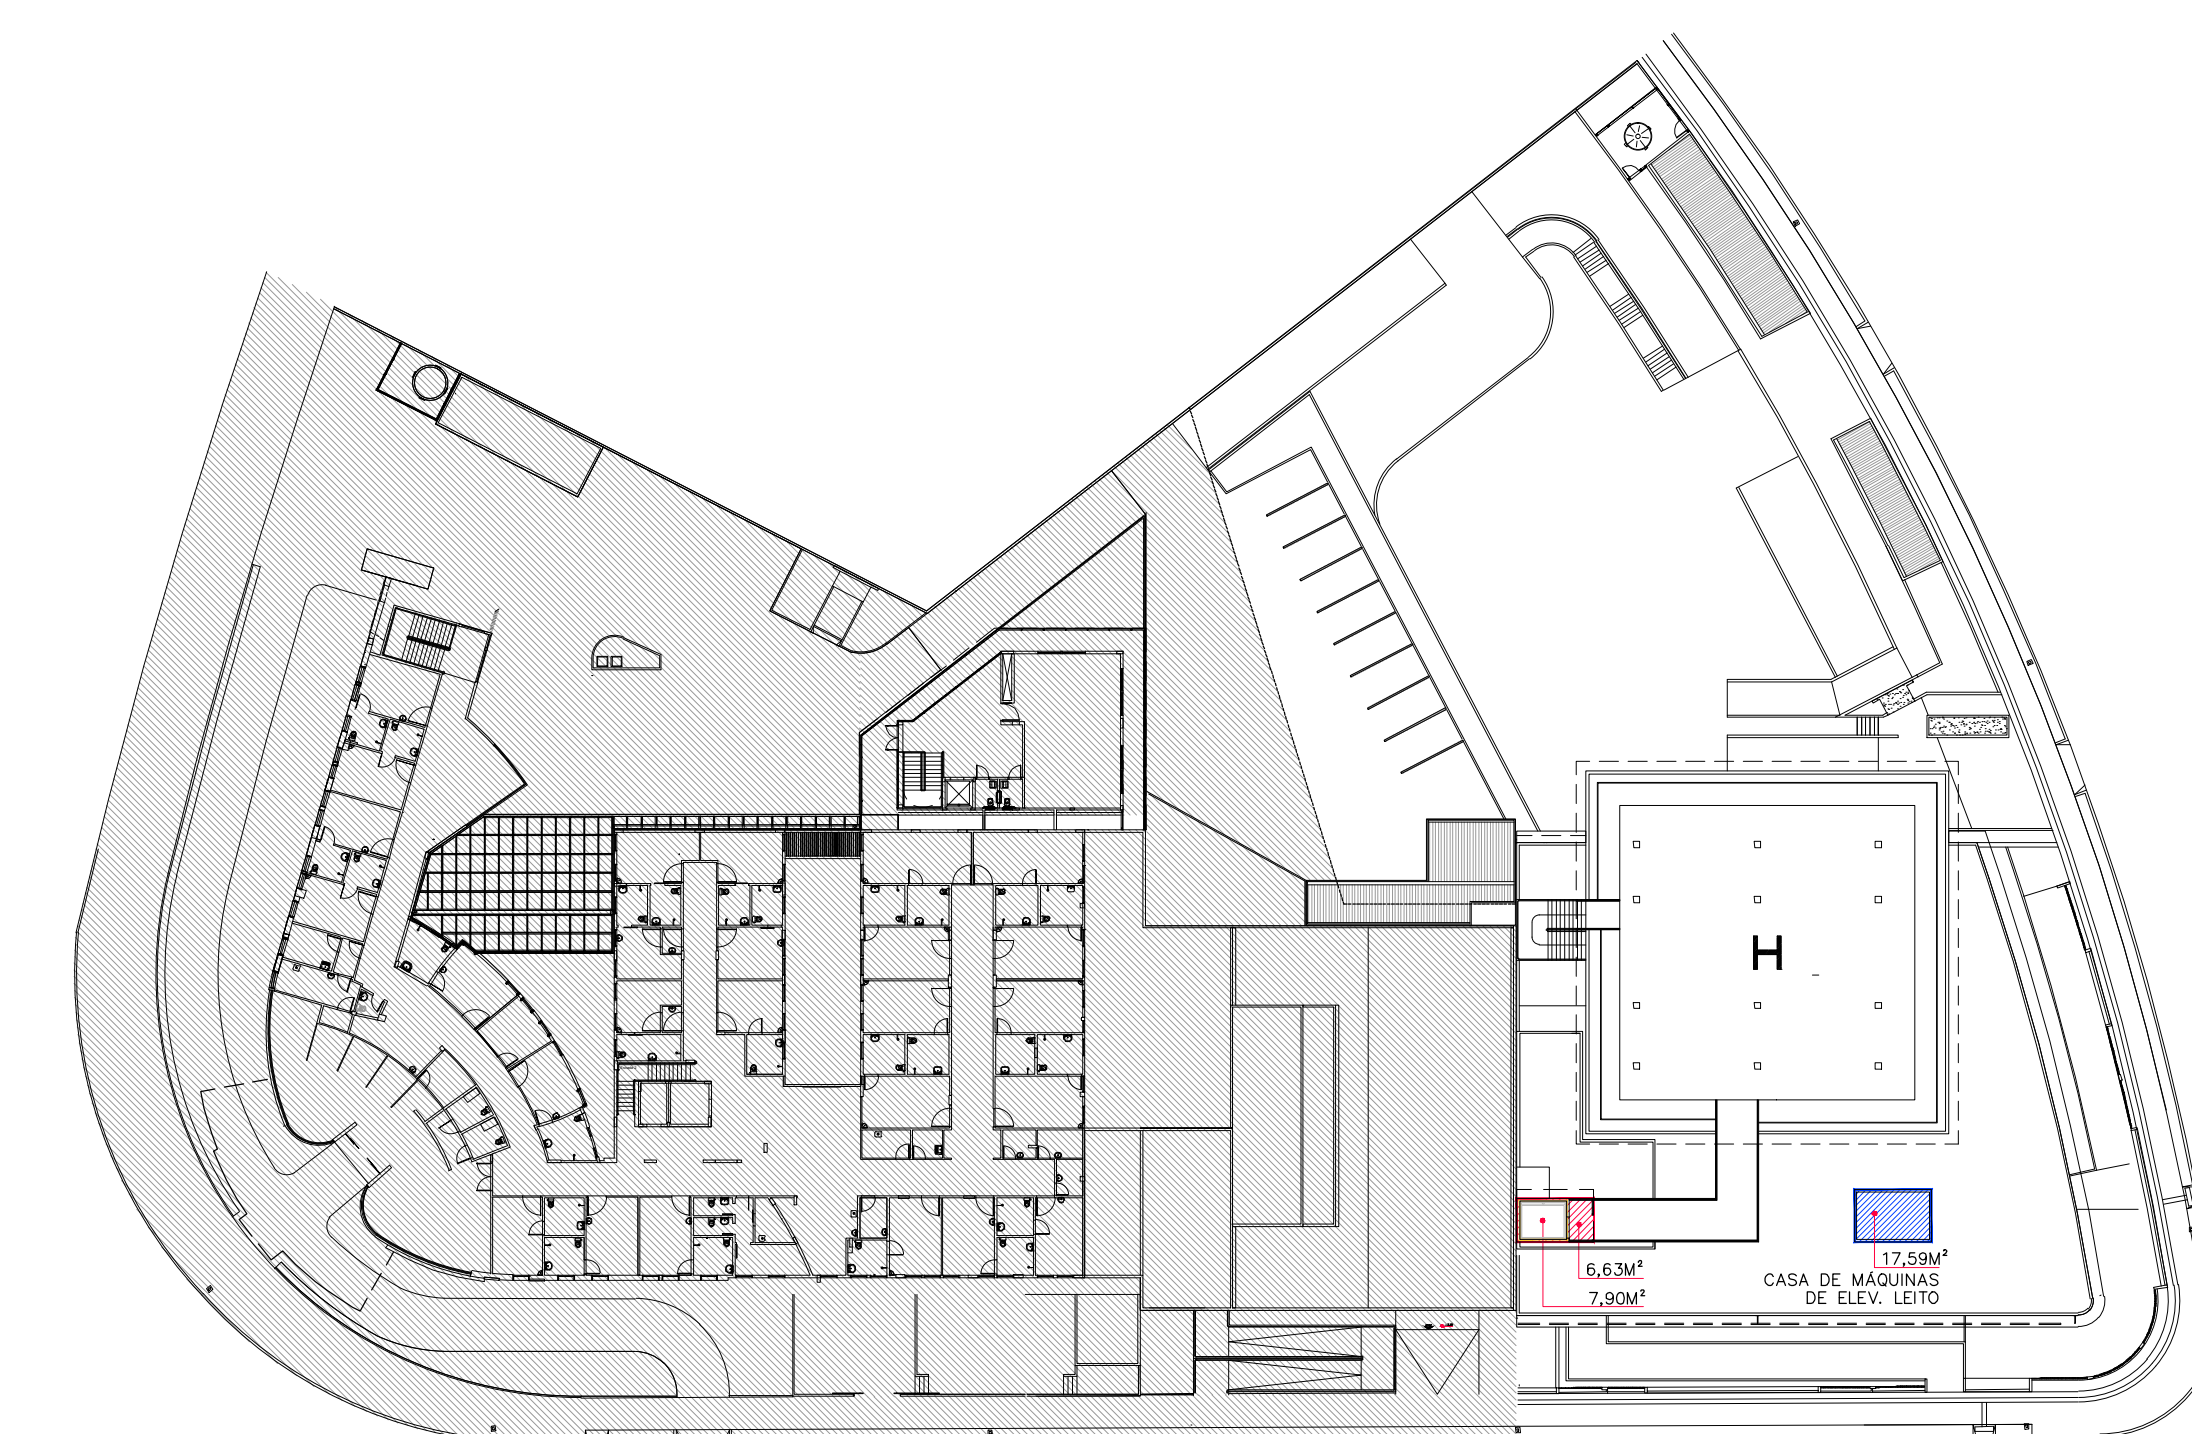 H
6,63M²
7,90M²
17,59M²
CASA DE MÁQUINAS
DE ELEV. LEITO